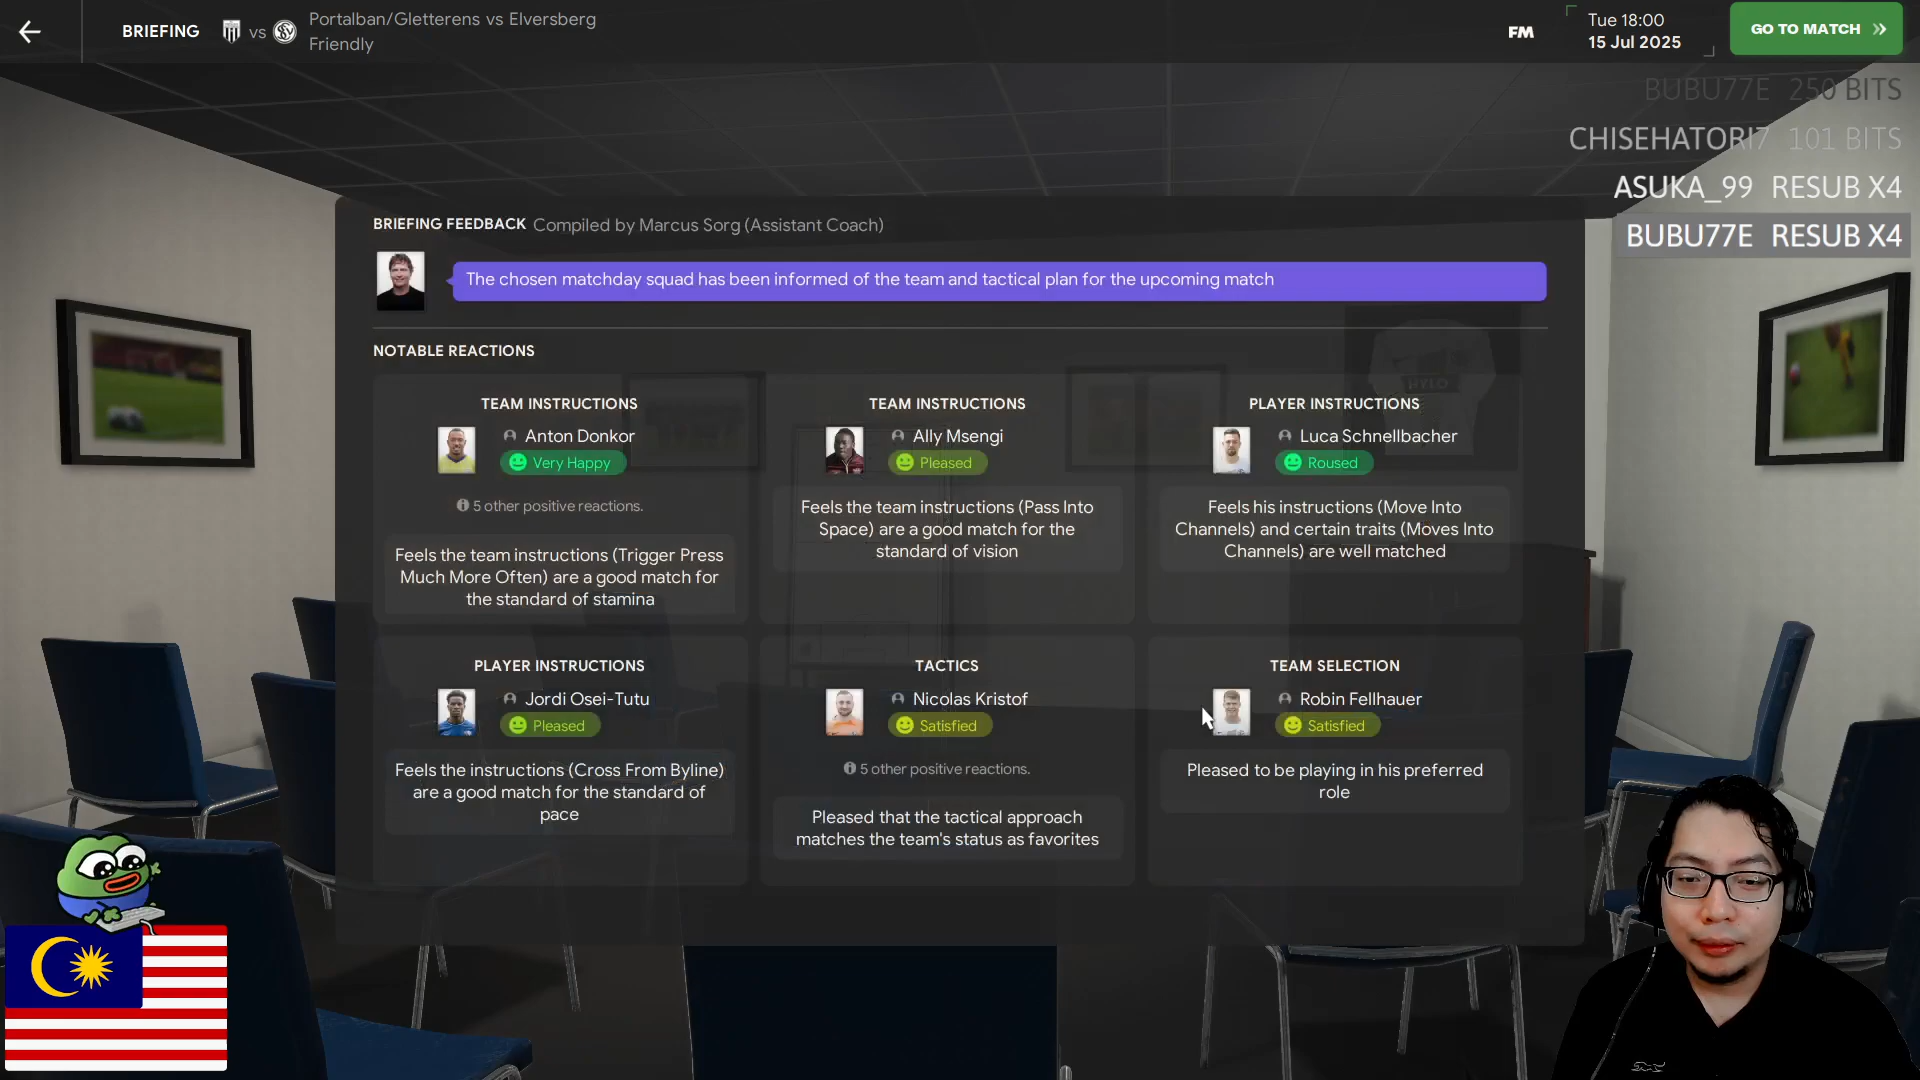 BRIEFING
vs
Portalban/Gletterens vs Elversberg
Friendly
FM
Tue 18:00
15 Jul 2025
GO TO MATCH
BUBU77E 250 BITS
CHISEHATORI7 101 BITS
ASUKA_99 RESUB X4
BUBU77E RESUB X4
BRIEFING FEEDBACK Compiled by Marcus Sorg (Assistant Coach)
The chosen matchday squad has been informed of the team and tactical plan for the upcoming match
NOTABLE REACTIONS
HYLO
TEAM INSTRUCTIONS
Anton Donkor
Very Happy
5 other positive reactions.
Feels the team instructions (Trigger Press
Much More Often) are a good match for
the standard of stamina
TEAM INSTRUCTIONS
Ally Msengi
Pleased
Feels the team instructions (Pass Into
Space) are a good match for the
standard of vision
PLAYER INSTRUCTIONS
Luca Schnellbacher
Roused
Feels his instructions (Move Into
Channels) and certain traits (Moves Into
Channels) are well matched
PLAYER INSTRUCTIONS
Jordi Osei-Tutu
Pleased
Feels the instructions (Cross From Byline)
are a good match for the standard of
pace
TACTICS
Nicolas Kristof
Satisfied
5 other positive reactions.
Pleased that the tactical approach
matches the team's status as favorites
TEAM SELECTION
Robin Fellhauer
Satisfied
Pleased to be playing in his preferred
role